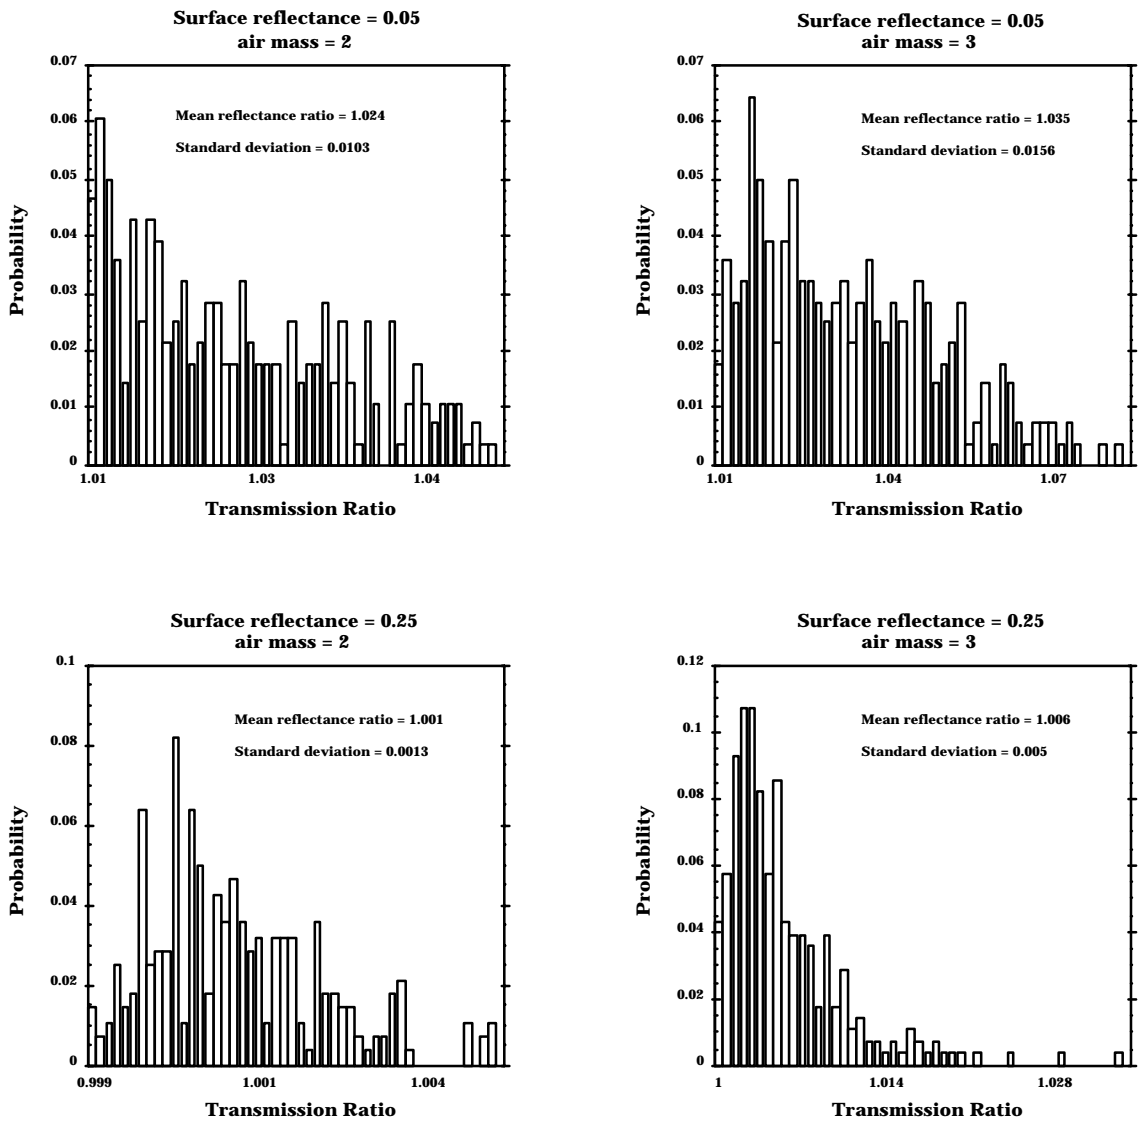 Surface reflectance = 0.05
air mass = 2
0.07
0.06
0.05
0.04
0.03
0.02
0.01
0
Probability
Mean reflectance ratio = 1.024
Standard deviation = 0.0103
1.01
1.03
1.04
Transmission Ratio
Surface reflectance = 0.05
air mass = 3
0.07
0.06
0.05
0.04
0.03
0.02
0.01
0
Probability
Mean reflectance ratio = 1.035
Standard deviation = 0.0156
1.01
1.04
1.07
Transmission Ratio
Surface reflectance = 0.25
air mass = 2
0.1
0.08
0.06
0.04
0.02
0
Probability
Mean reflectance ratio = 1.001
Standard deviation = 0.0013
0.999
1.001
1.004
Transmission Ratio
Surface reflectance = 0.25
air mass = 3
0.12
0.1
0.08
0.06
0.04
0.02
0
Probability
Mean reflectance ratio = 1.006
Standard deviation = 0.005
1
1.014
1.028
Transmission Ratio